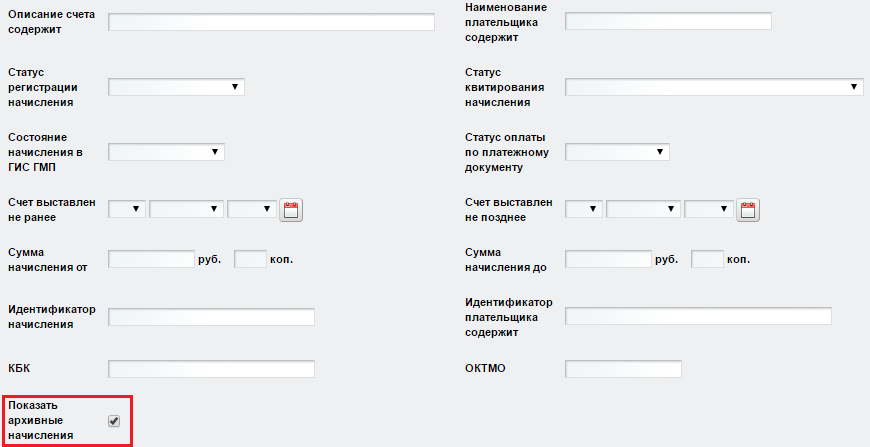 Описание счета
содержит
Наименование
плательщика
содержит
Статус
регистрации
начисления
Статус
квитирования
начисления
Состояние
начисления в
ГИС ГМП
Статус оплаты
по платежному
документу
Счет выставлен
не ранее
Счет выставлен
не позднее
Сумма
начисления от
руб.
коп.
Сумма
начисления до
руб.
коп.
Идентификатор
начисления
Идентификатор
плательщика
содержит
КБК
ОКТМО
Показать
архивные
начисления